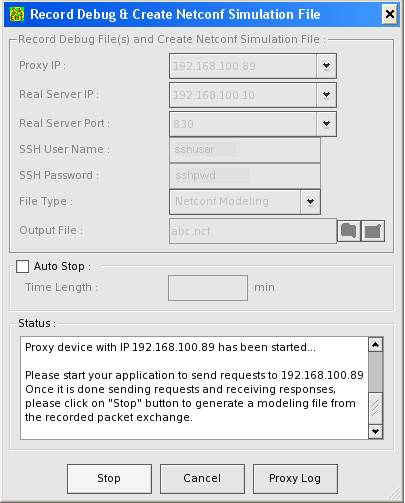 Record Debug & Create Netconf Simulation File
Record Debug File(s) and Create Netconf Simulation File :
Proxy IP : 192.168.100.89
Real Server IP : 192.168.100.10
Real Server Port : 830
SSH User Name : sshuser
SSH Password : sshpwd
File Type : Netconf Modeling
Output File : abc.ncf
Auto Stop :
Time Length : min
Status :
Proxy device with IP 192.168.100.89 has been started...
Please start your application to send requests to 192.168.100.89
Once it is done sending requests and receiving responses,
please click on "Stop" button to generate a modeling file from
the recorded packet exchange.
Stop Cancel Proxy Log